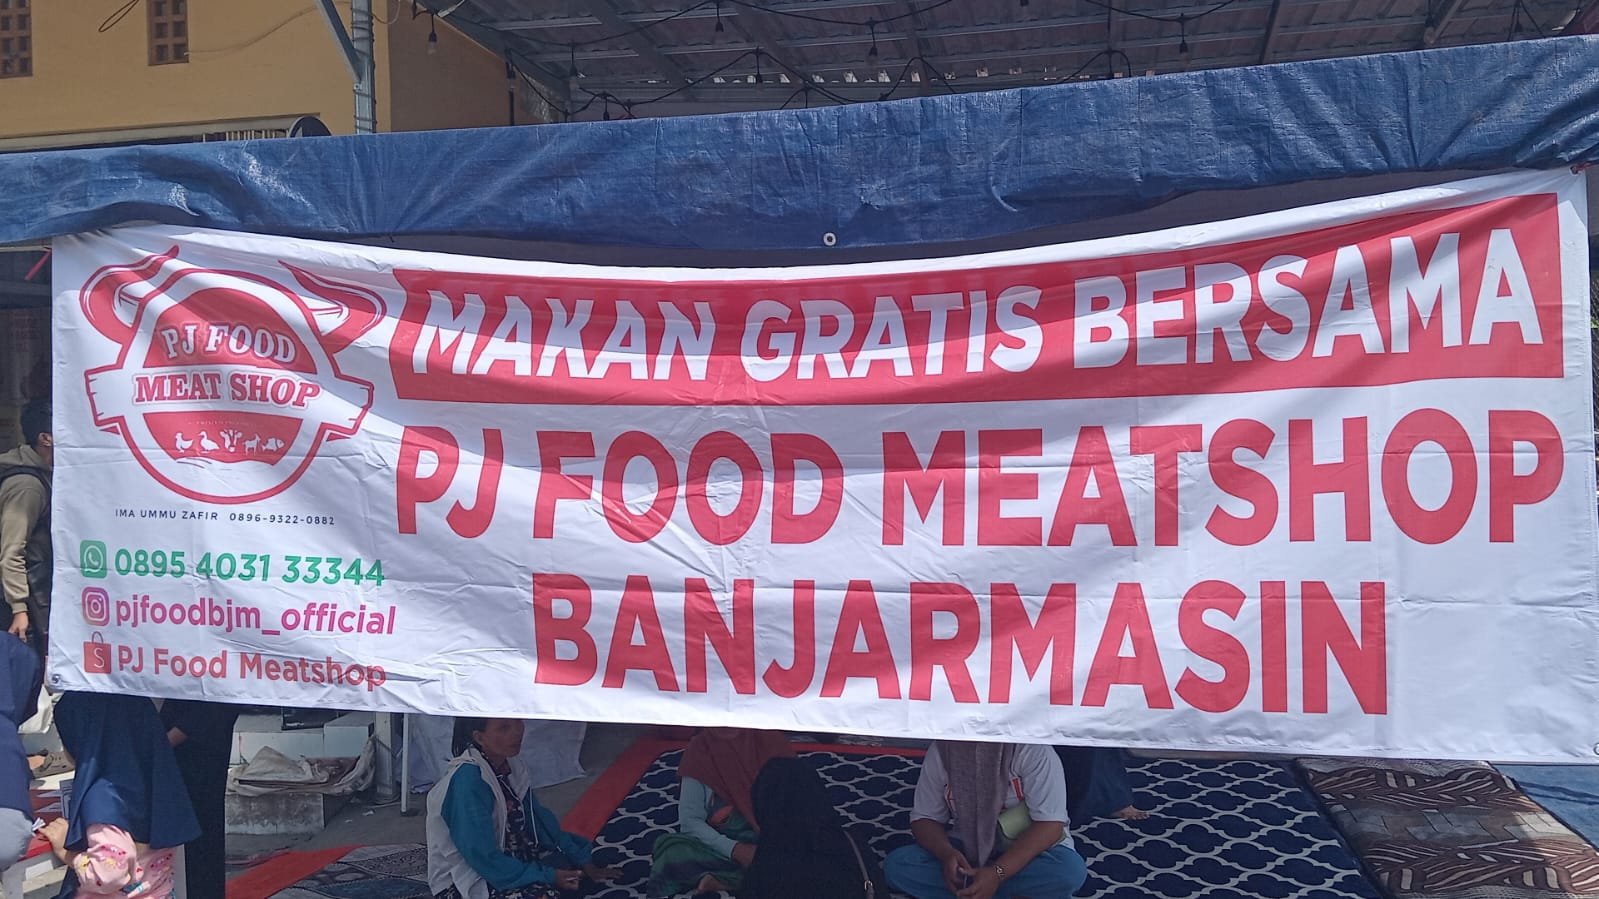 PJ FOOD
MEAT SHOP
IMA UMMU ZAFIR 0896-9322-0882
0895 4031 33344
pjfoodbjm_official
PJ Food Meatshop
MAKAN GRATIS BERSAMA
PJ FOOD MEATSHOP
BANJARMASIN